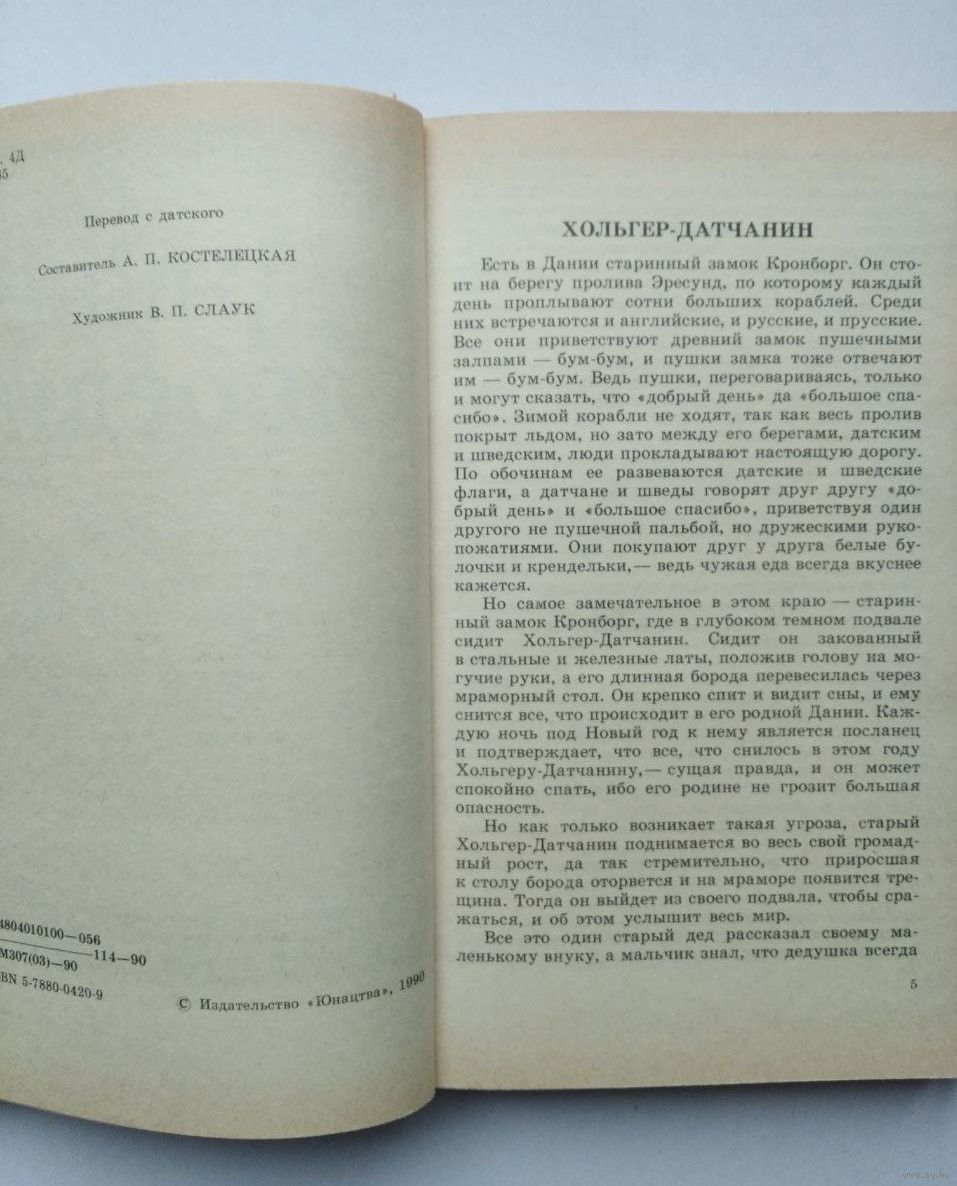 4Д
Перевод с датского
Составитель А. П. КОСТЕЛЕЦКАЯ
Художник В. П. СЛАУК
4804010100—056
М307(03)—90
—114—90
BN 5-7880-0420-9
© Издательство «Юнацтва», 1990
ХОЛЬГЕР-ДАТЧАНИН
Есть в Дании старинный замок Кронборг. Он сто-
ит на берегу пролива Эресунд, по которому каждый
день проплывают сотни больших кораблей. Среди
них встречаются и английские, и русские, и прусские.
Все они приветствуют древний замок пушечными
залпами — бум-бум, и пушки замка тоже отвечают
им — бум-бум. Ведь пушки, переговариваясь, только
и могут сказать, что «добрый день» да «большое спа-
сибо». Зимой корабли не ходят, так как весь пролив
покрыт льдом, но зато между его берегами, датским
и шведским, люди прокладывают настоящую дорогу.
По обочинам ее развеваются датские и шведские
флаги, а датчане и шведы говорят друг другу «до-
брый день» и «большое спасибо», приветствуя один
другого не пушечной пальбой, но дружескими руко-
пожатиями. Они покупают друг у друга белые бу-
лочки и крендельки,— ведь чужая еда всегда вкуснее
кажется.
Но самое замечательное в этом краю — старин-
ный замок Кронборг, где в глубоком темном подвале
сидит Хольгер-Датчанин. Сидит он закованный
в стальные и железные латы, положив голову на мо-
гучие руки, а его длинная борода перевесилась через
мраморный стол. Он крепко спит и видит сны, и ему
снится все, что происходит в его родной Дании. Каж-
дую ночь под Новый год к нему является посланец
и подтверждает, что все, что снилось в этом году
Хольгеру-Датчанину,— сущая правда, и он может
спокойно спать, ибо его родине не грозит большая
опасность.
Но как только возникает такая угроза, старый
Хольгер-Датчанин поднимается во весь свой громад-
ный рост, да так стремительно, что приросшая
к столу борода оторвется и на мраморе появится тре-
щина. Тогда он выйдет из своего подвала, чтобы сра-
жаться, и об этом услышит весь мир.
Все это один старый дед рассказал своему ма-
ленькому внуку, а мальчик знал, что дедушка всегда
5
www.ay.by